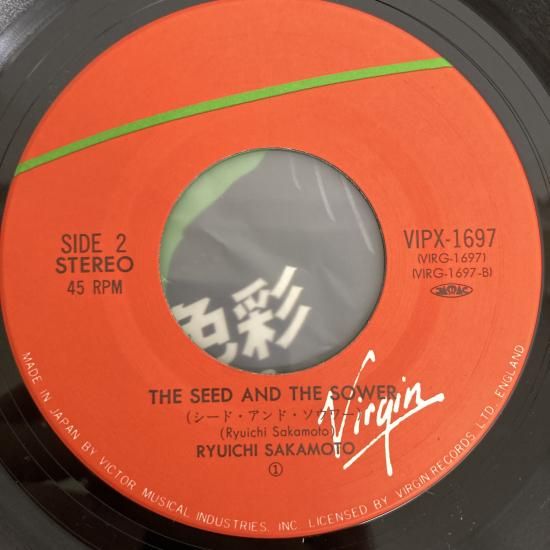 SIDE 2
STEREO
45 RPM
VIPX-1697
(VIRG-1697)
(VIRG-1697-B)
色彩
THE SEED AND THE SOWER
(シード・アンド・ソウワー)
(Ryuichi Sakamoto)
RYUICHI SAKAMOTO
①
Virgin
MADE IN JAPAN BY VICTOR MUSICAL INDUSTRIES, INC. LICENSED BY VIRGIN RECORDS LTD. ENGLAND